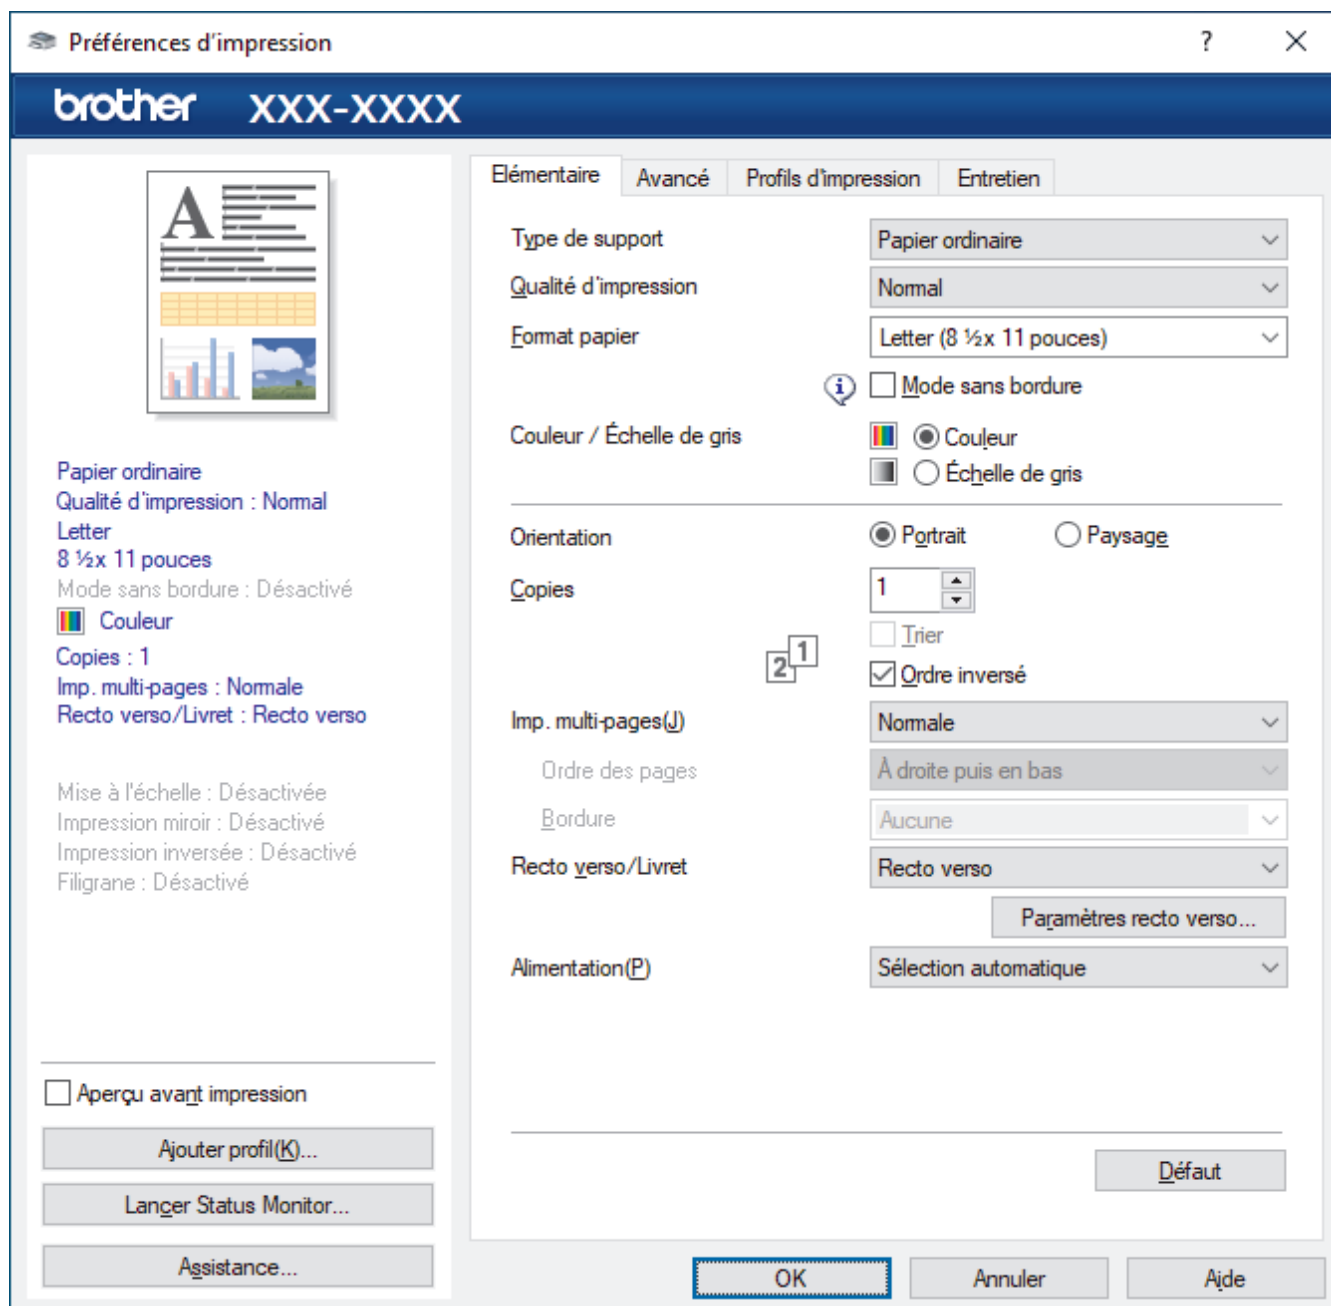 Préférences d'impression
?
brother XXX-XXXX
A
Papier ordinaire
Qualité d'impression : Normal
Letter
8 ½x 11 pouces
Mode sans bordure : Désactivé
Couleur
Copies : 1
Imp. multi-pages : Normale
Recto verso/Livret : Recto verso
Mise à l'échelle : Désactivée
Impression miroir : Désactivé
Impression inversée : Désactivé
Filigrane : Désactivé
Aperçu avant impression
Ajouter profil(K)...
Lancer Status Monitor...
Assistance...
Elémentaire Avancé Profils d'impression Entretien
Type de support Papier ordinaire
Qualité d'impression Normal
Format papier Letter (8 ½x 11 pouces)
i Mode sans bordure
Couleur / Échelle de gris Couleur
Échelle de gris
Orientation Portrait Paysage
Copies 1
Trier
2 1
Ordre inversé
Imp. multi-pages(J) Normale
Ordre des pages À droite puis en bas
Bordure Aucune
Recto verso/Livret Recto verso
Paramètres recto verso...
Alimentation(P) Sélection automatique
Défaut
OK Annuler Aide